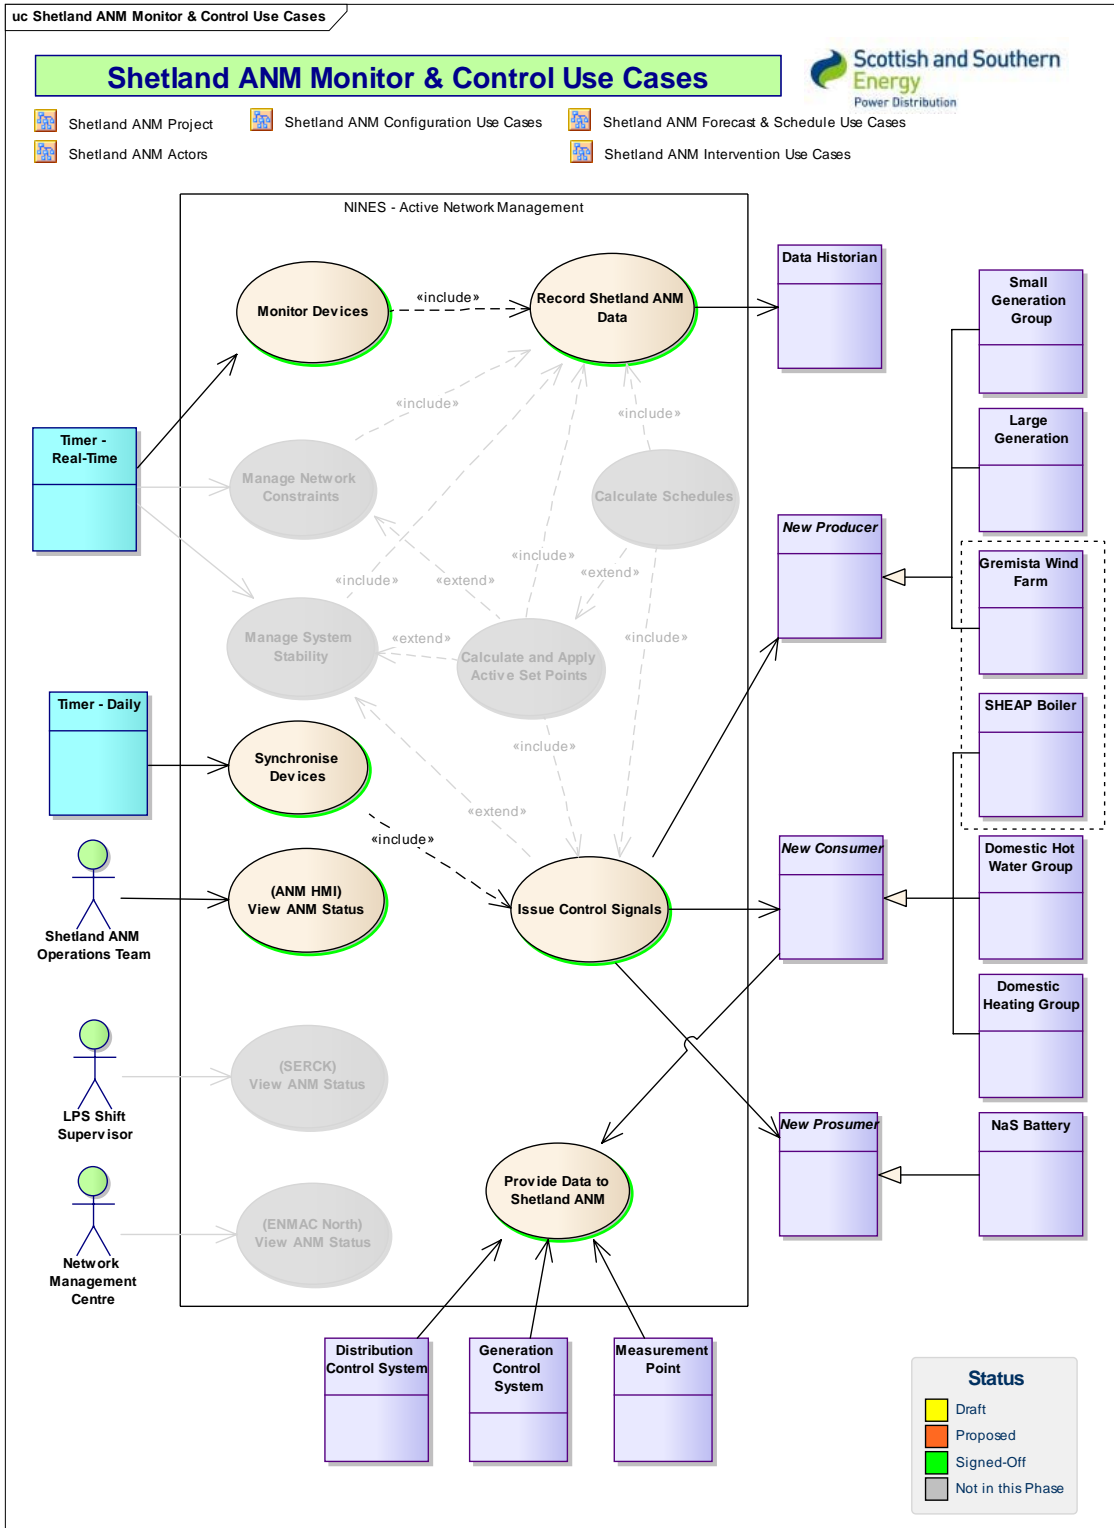 uc Shetland ANM Monitor & Control Use Cases
Shetland ANM Monitor & Control Use Cases
Scottish and Southern
Energy
Power Distribution
Shetland ANM Project
Shetland ANM Configuration Use Cases
Shetland ANM Forecast & Schedule Use Cases
Shetland ANM Actors
Shetland ANM Intervention Use Cases
NINES - Active Network Management
Monitor Devices
«include»
Record Shetland ANM
Data
Data Historian
Small
Generation
Group
«include»
«include»
Timer -
Real-Time
Large
Generation
Manage Network
Constraints
Calculate Schedules
New Producer
«include»
«include»
«extend»
«extend»
Gremista Wind
Farm
Manage System
Stability
«extend»
Calculate and Apply
Active Set Points
«include»
Timer - Daily
SHEAP Boiler
Synchronise
Devices
«include»
«extend»
«include»
New Consumer
Domestic Hot
Water Group
(ANM HMI)
View ANM Status
Issue Control Signals
Shetland ANM
Operations Team
Domestic
Heating Group
(SERCK)
View ANM Status
LPS Shift
Supervisor
New Prosumer
NaS Battery
Provide Data to
Shetland ANM
(ENMAC North)
View ANM Status
Network
Management
Centre
Distribution
Control System
Generation
Control
System
Measurement
Point
Status
Draft
Proposed
Signed-Off
Not in this Phase